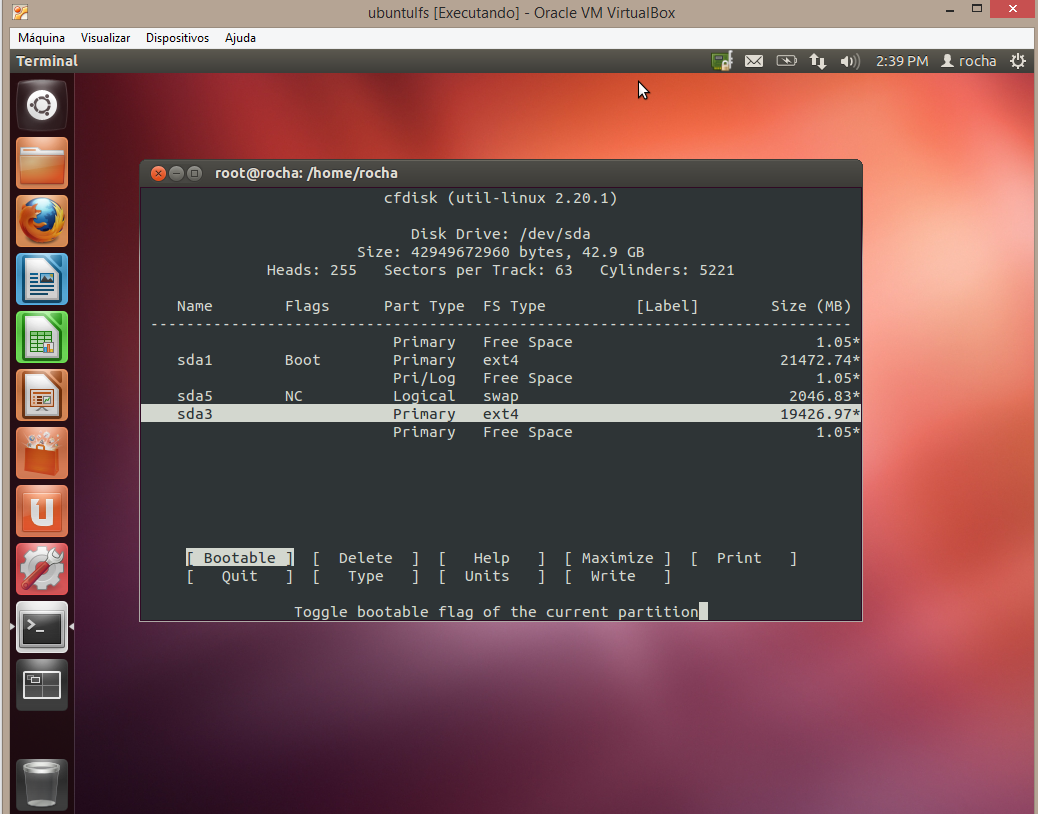 ubuntulfs [Executando] - Oracle VM VirtualBox
Máquina Visualizar Dispositivos Ajuda
Terminal 2:39 PM rocha
root@rocha: /home/rocha
cfdisk (util-linux 2.20.1)
Disk Drive: /dev/sda
Size: 42949672960 bytes, 42.9 GB
Heads: 255 Sectors per Track: 63 Cylinders: 5221
Name Flags Part Type FS Type [Label] Size (MB)
------------------------------------------------------------------------------
Primary Free Space 1.05*
sda1 Boot Primary ext4 21472.74*
Pri/Log Free Space 1.05*
sda5 NC Logical swap 2046.83*
sda3 Primary ext4 19426.97*
Primary Free Space 1.05*
[ Bootable ] [ Delete ] [ Help ] [ Maximize ] [ Print ]
[ Quit ] [ Type ] [ Units ] [ Write ]
Toggle bootable flag of the current partition